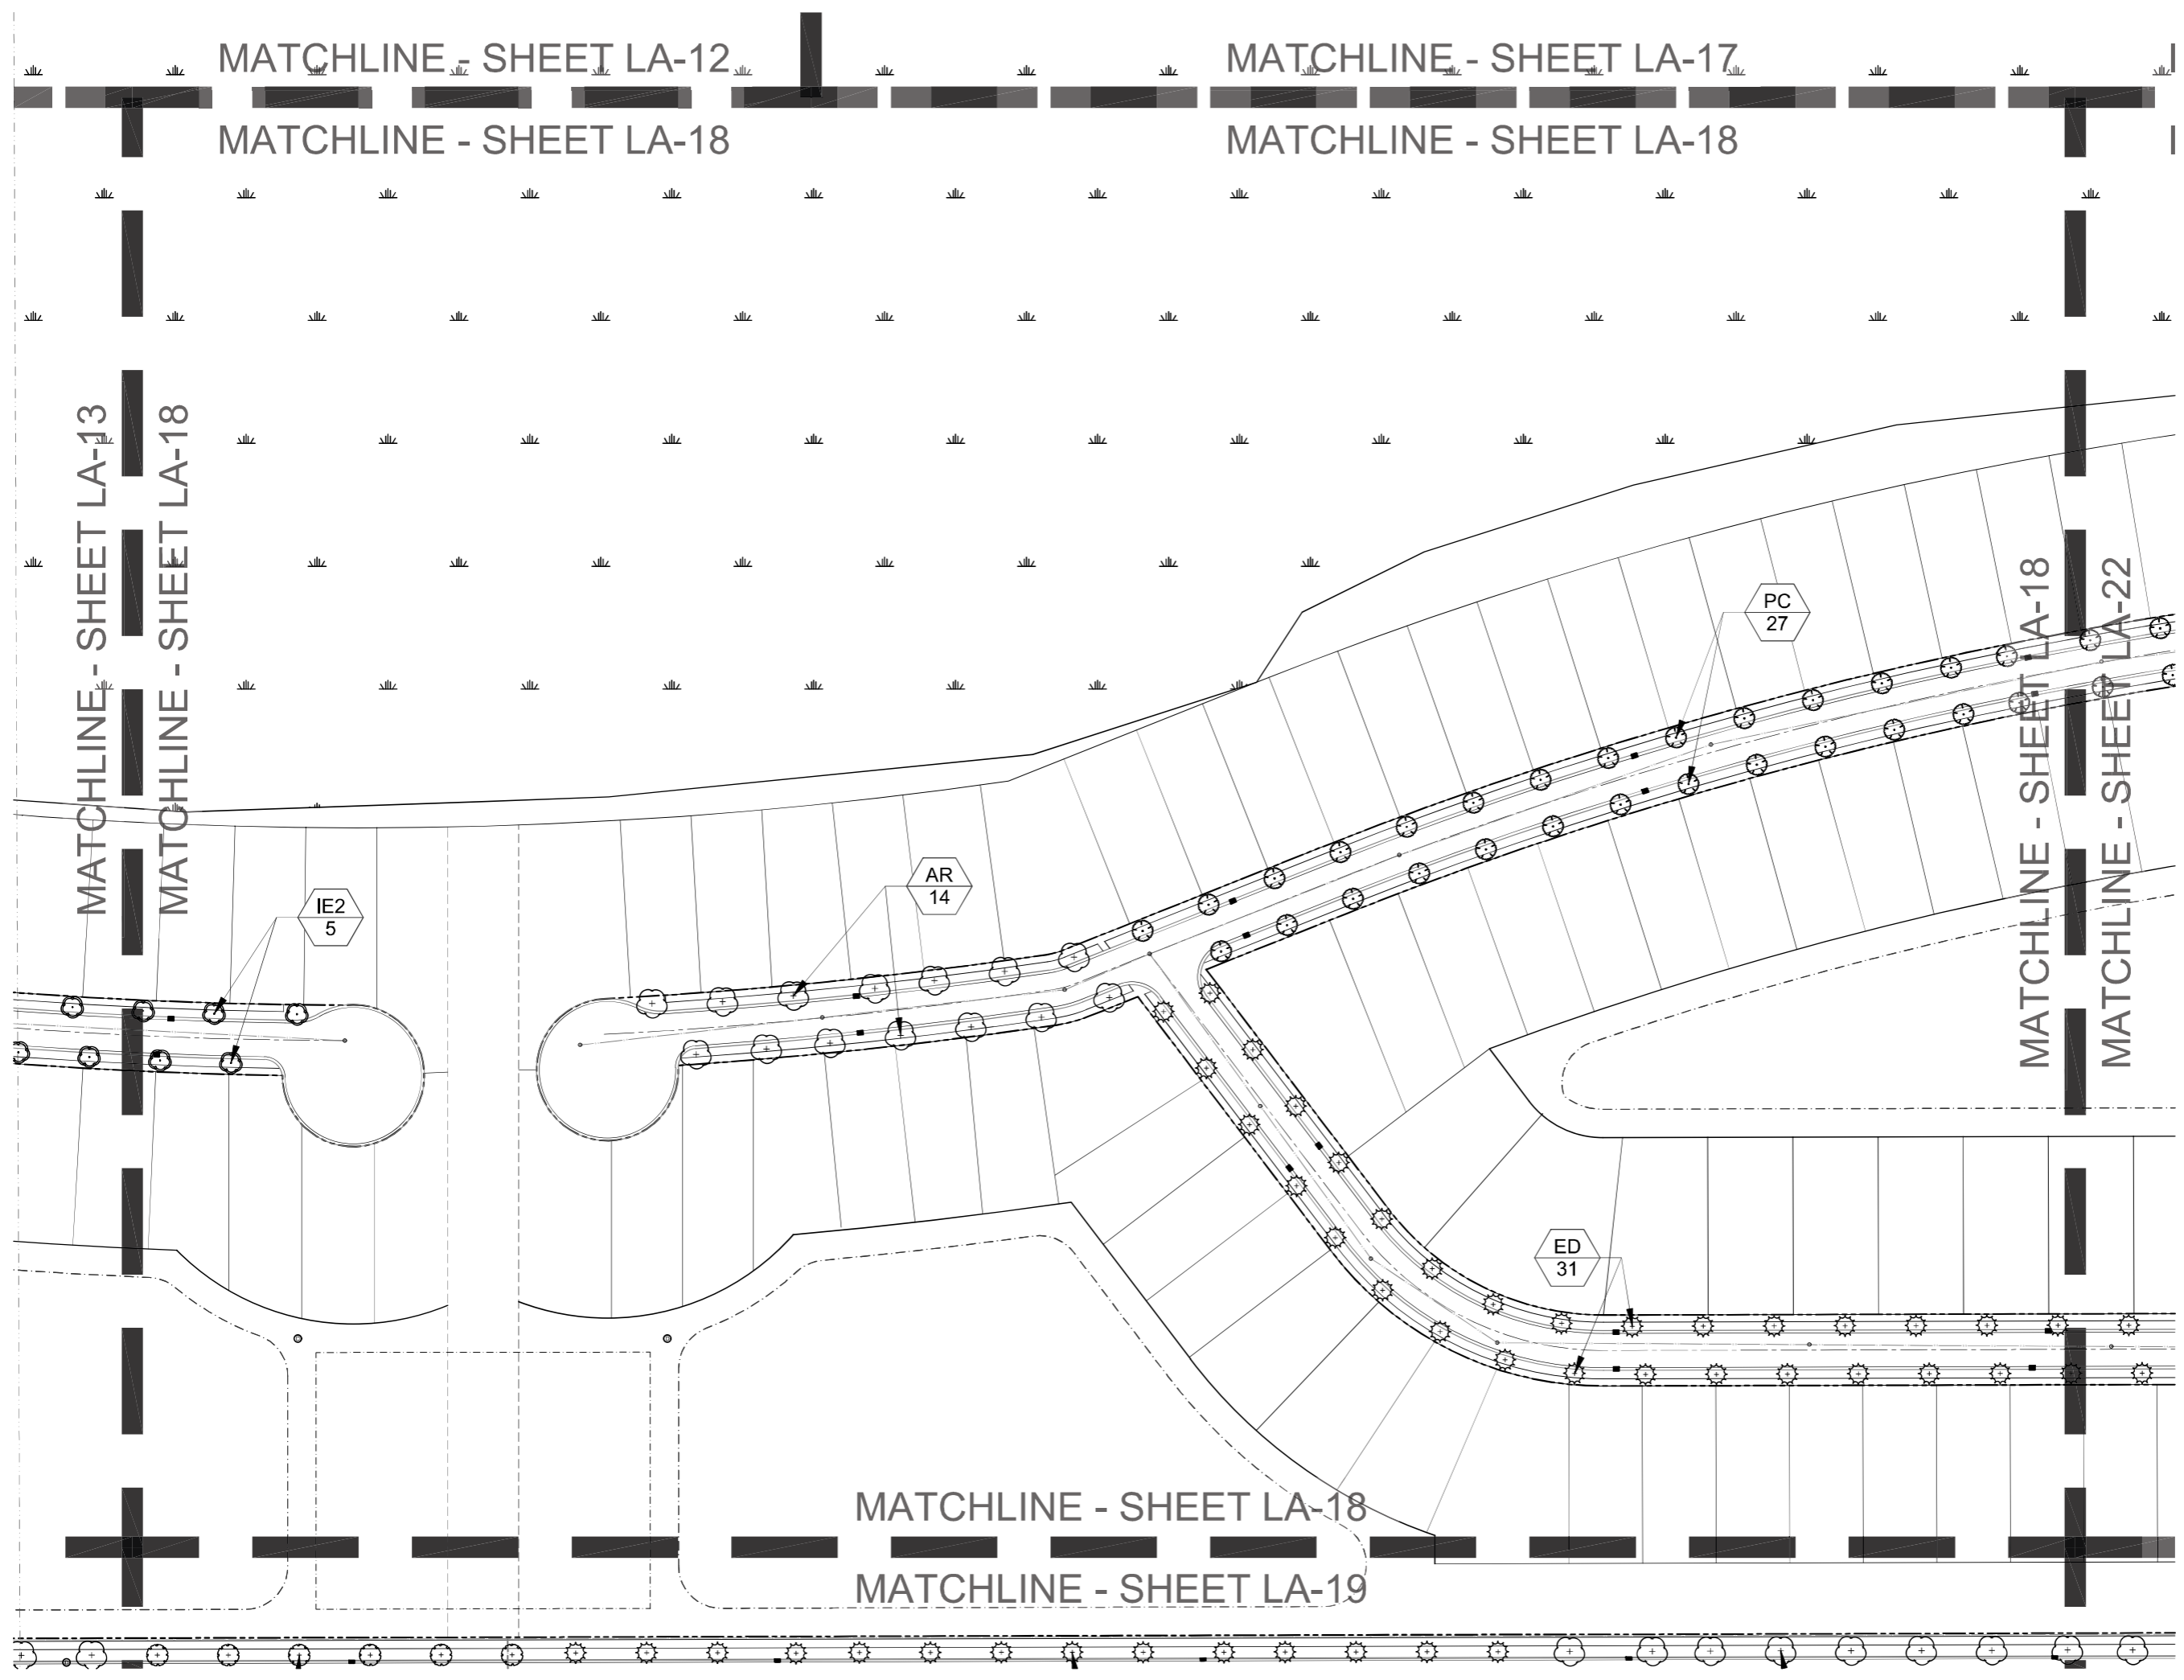 MATCHLINE - SHEET LA-12
MATCHLINE - SHEET LA-17
MATCHLINE - SHEET LA-18
MATCHLINE - SHEET LA-18
MATCHLINE - SHEET LA-13
MATCHLINE - SHEET LA-18
MATCHLINE - SHEET LA-18
MATCHLINE - SHEET LA-22
PC
27
AR
14
IE2
5
ED
31
MATCHLINE - SHEET LA-18
MATCHLINE - SHEET LA-19